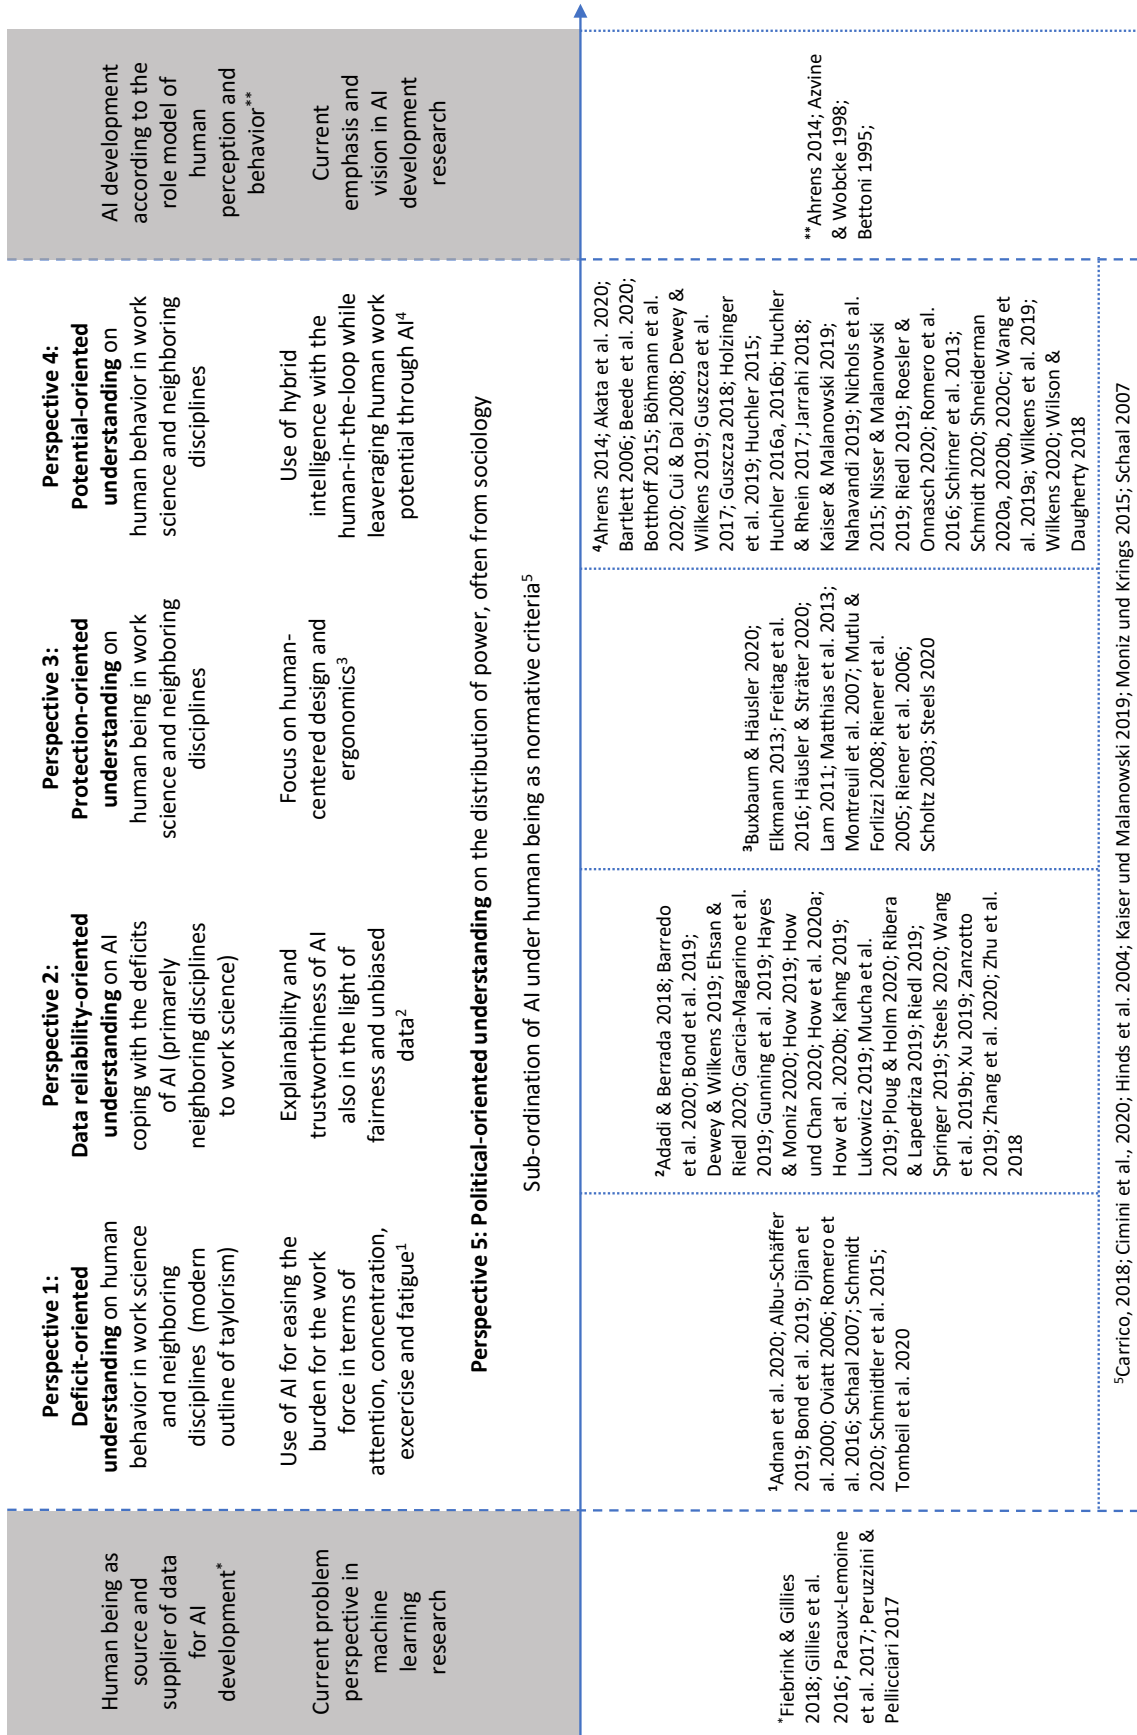 Human being as
source and
supplier of data
for AI
development*
Current problem
perspective in
machine
learning
research
Perspective 1:
Deficit-oriented
understanding on human
behavior in work science
and neighboring
disciplines (modern
outline of taylorism)
Use of AI for easing the
burden for the work
force in terms of
attention, concentration,
excercise and fatigue1
Perspective 2:
Data reliability-oriented
understanding on AI
coping with the deficits
of AI (primarely
neighboring disciplines
to work science)
Explainability and
trustworthiness of AI
also in the light of
fairness and unbiased
data2
Perspective 3:
Protection-oriented
understanding on
human being in work
science and neighboring
disciplines
Focus on human-
centered design and
ergonomics3
Perspective 4:
Potential-oriented
understanding on
human behavior in work
science and neighboring
disciplines
Use of hybrid
intelligence with the
human-in-the-loop while
leveraging human work
potential through AI4
AI development
according to the
role model of
human
perception and
behavior**
Current
emphasis and
vision in AI
development
research
Perspective 5: Political-oriented understanding on the distribution of power, often from sociology
Sub-ordination of AI under human being as normative criteria5
*Fiebrink & Gillies
2018; Gillies et al.
2016; Pacaux-Lemoine
et al. 2017; Peruzzini &
Pellicciari 2017
1Adnan et al. 2020; Albu-Schäffer
2019; Bond et al. 2019; Djian et
al. 2000; Oviatt 2006; Romero et
al. 2016; Schaal 2007; Schmidt
2020; Schmidtler et al. 2015;
Tombeil et al. 2020
2Adadi & Berrada 2018; Barredo
et al. 2020; Bond et al. 2019;
Dewey & Wilkens 2019; Ehsan &
Riedl 2020; Garcia-Magarino et al.
2019; Gunning et al. 2019; Hayes
& Moniz 2020; How 2019; How
und Chan 2020; How et al. 2020a;
How et al. 2020b; Kahng 2019;
Lukowicz 2019; Mucha et al.
2019; Ploug & Holm 2020; Ribera
& Lapedriza 2019; Riedl 2019;
Springer 2019; Steels 2020; Wang
et al. 2019b; Xu 2019; Zanzotto
2019; Zhang et al. 2020; Zhu et al.
2018
3Buxbaum & Häusler 2020;
Elkmann 2013; Freitag et al.
2016; Häusler & Sträter 2020;
Lam 2011; Matthias et al. 2013;
Montreuil et al. 2007; Mutlu &
Forlizzi 2008; Riener et al.
2005; Riener et al. 2006;
Scholtz 2003; Steels 2020
4Ahrens 2014; Akata et al. 2020;
Bartlett 2006; Beede et al. 2020;
Botthoff 2015; Böhmann et al.
2020; Cui & Dai 2008; Dewey &
Wilkens 2019; Guszcza et al.
2017; Guszcza 2018; Holzinger
et al. 2019; Huchler 2015;
Huchler 2016a, 2016b; Huchler
& Rhein 2017; Jarrahi 2018;
Kaiser & Malanowski 2019;
Nahavandi 2019; Nichols et al.
2015; Nisser & Malanowski
2019; Riedl 2019; Roesler &
Onnasch 2020; Romero et al.
2016; Schirner et al. 2013;
Schmidt 2020; Shneiderman
2020a, 2020b, 2020c; Wang et
al. 2019a; Wilkens et al. 2019;
Wilkens 2020; Wilson &
Daugherty 2018
**Ahrens 2014; Azvine
& Wobcke 1998;
Bettoni 1995;
5Carrico, 2018; Cimini et al., 2020; Hinds et al. 2004; Kaiser und Malanowski 2019; Moniz und Krings 2015; Schaal 2007